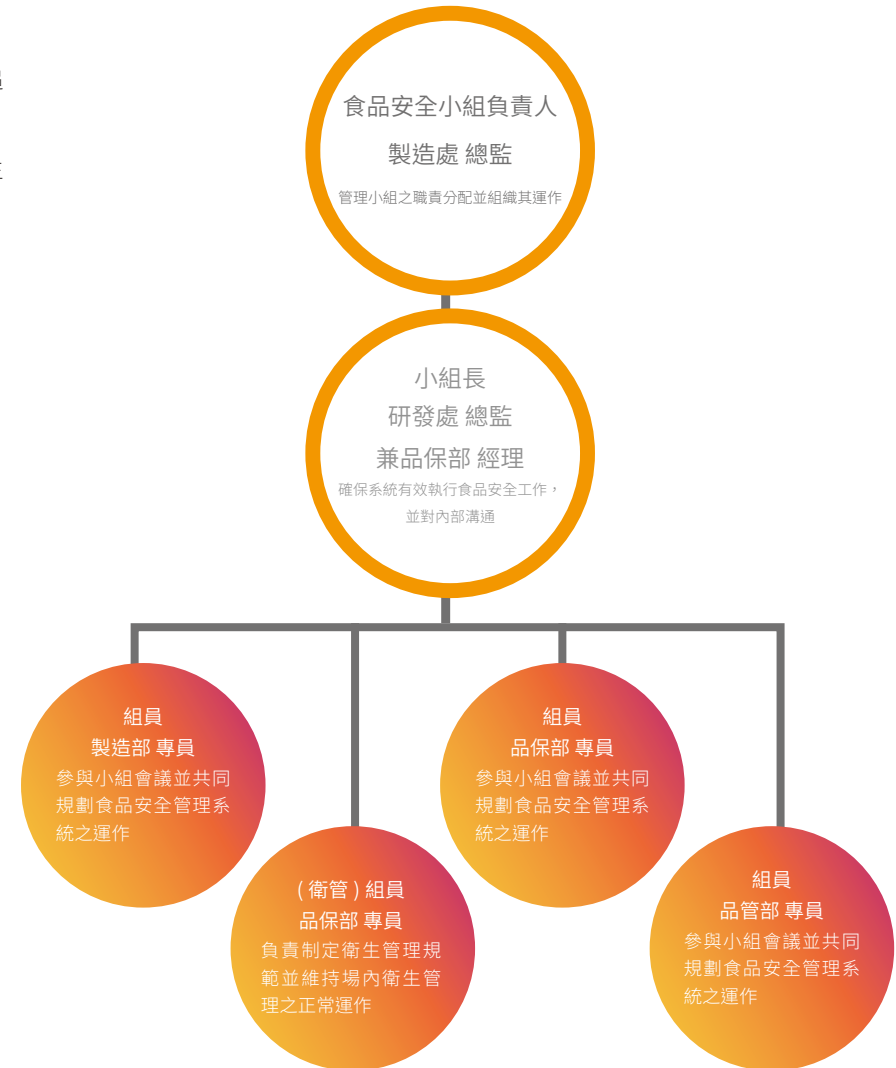 食品安全小組負責人
製造處 總監
管理小組之職責分配並組織其運作
小組長
研發處 總監
兼品保部 經理
確保系統有效執行食品安全工作，
並對內部溝通
組員
製造部 專員
參與小組會議並共同
規劃食品安全管理系
統之運作
( 衛管 ) 組員
品保部 專員
負責制定衛生管理規
範並維持場內衛生管
理之正常運作
組員
品保部 專員
參與小組會議並共同
規劃食品安全管理系
統之運作
組員
品管部 專員
參與小組會議並共同
規劃食品安全管理系
統之運作